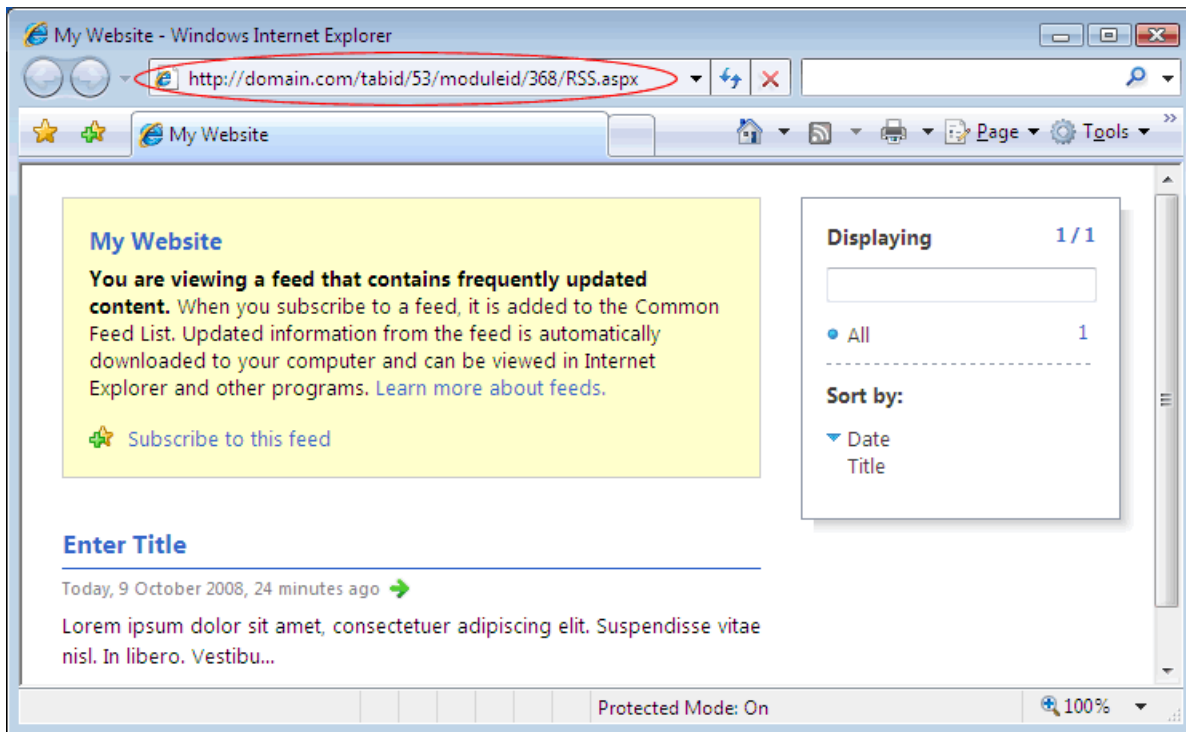 My Website - Windows Internet Explorer
http://domain.com/tabid/53/moduleid/368/RSS.aspx
My Website
Page
Tools
»
My Website
You are viewing a feed that contains frequently updated
content. When you subscribe to a feed, it is added to the Common
Feed List. Updated information from the feed is automatically
downloaded to your computer and can be viewed in Internet
Explorer and other programs. Learn more about feeds.
Subscribe to this feed
Displaying 1 / 1
All 1
Sort by:
Date
Title
Enter Title
Today, 9 October 2008, 24 minutes ago
Lorem ipsum dolor sit amet, consectetuer adipiscing elit. Suspendisse vitae
nisl. In libero. Vestibu...
Protected Mode: On
100%